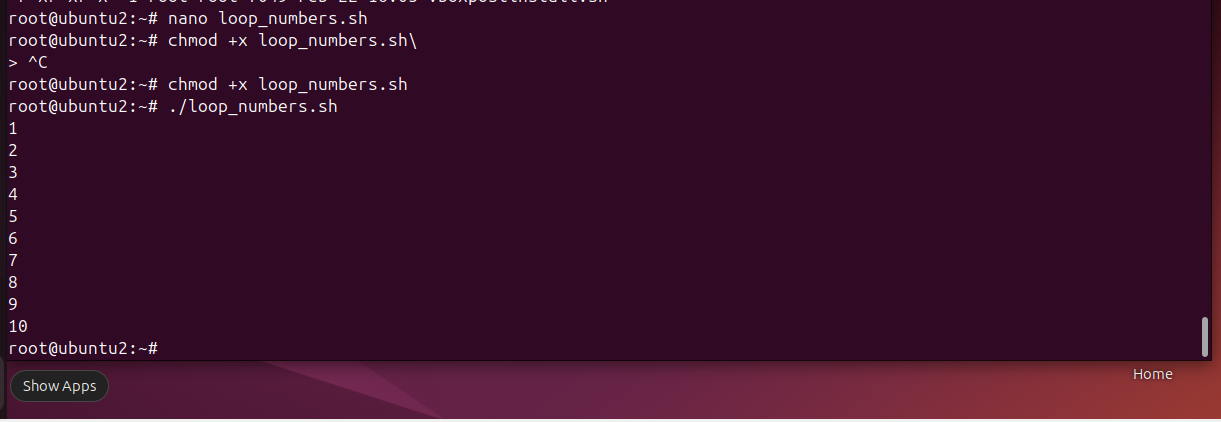 root@ubuntu2:~# nano loop_numbers.sh
root@ubuntu2:~# chmod +x loop_numbers.sh\
> ^C
root@ubuntu2:~# chmod +x loop_numbers.sh
root@ubuntu2:~# ./loop_numbers.sh
1
2
3
4
5
6
7
8
9
10
root@ubuntu2:~#
Home
Show Apps